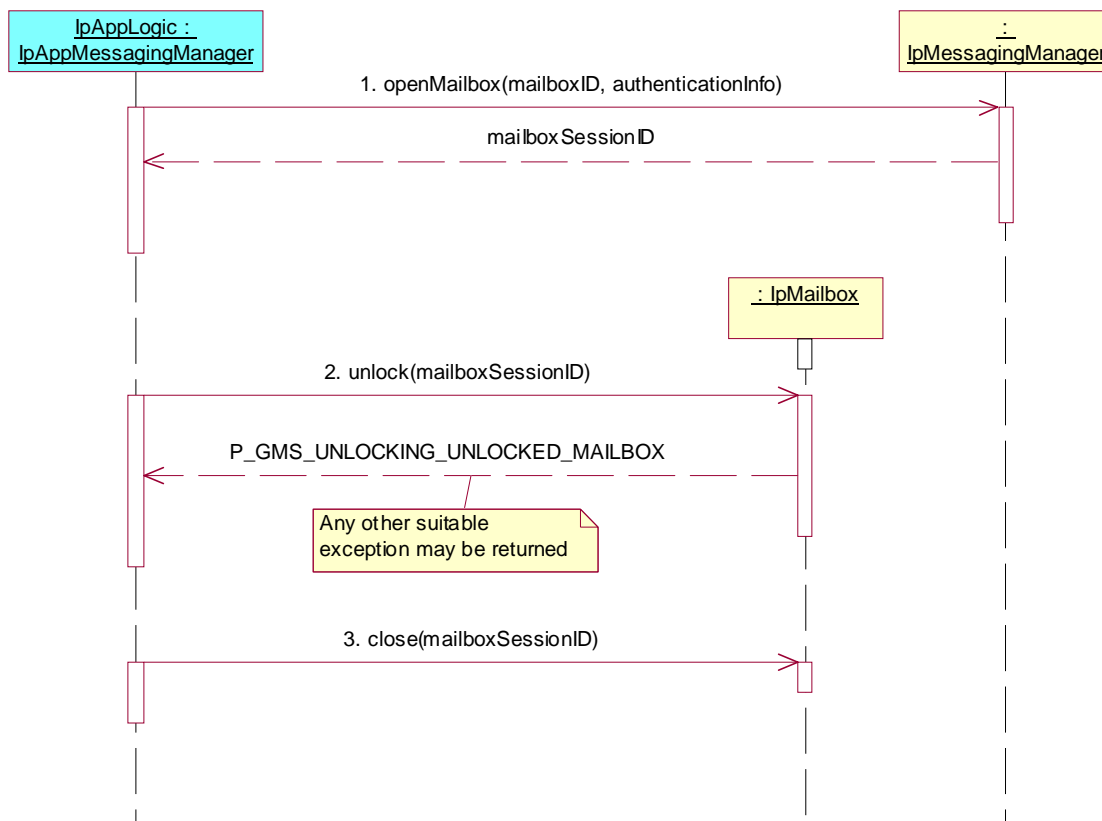 IpAppLogic :
IpAppMessagingManager
:
IpMessagingManager
1. openMailbox(mailboxID, authenticationInfo)
mailboxSessionID
: IpMailbox
2. unlock(mailboxSessionID)
P_GMS_UNLOCKING_UNLOCKED_MAILBOX
Any other suitable
exception may be returned
3. close(mailboxSessionID)